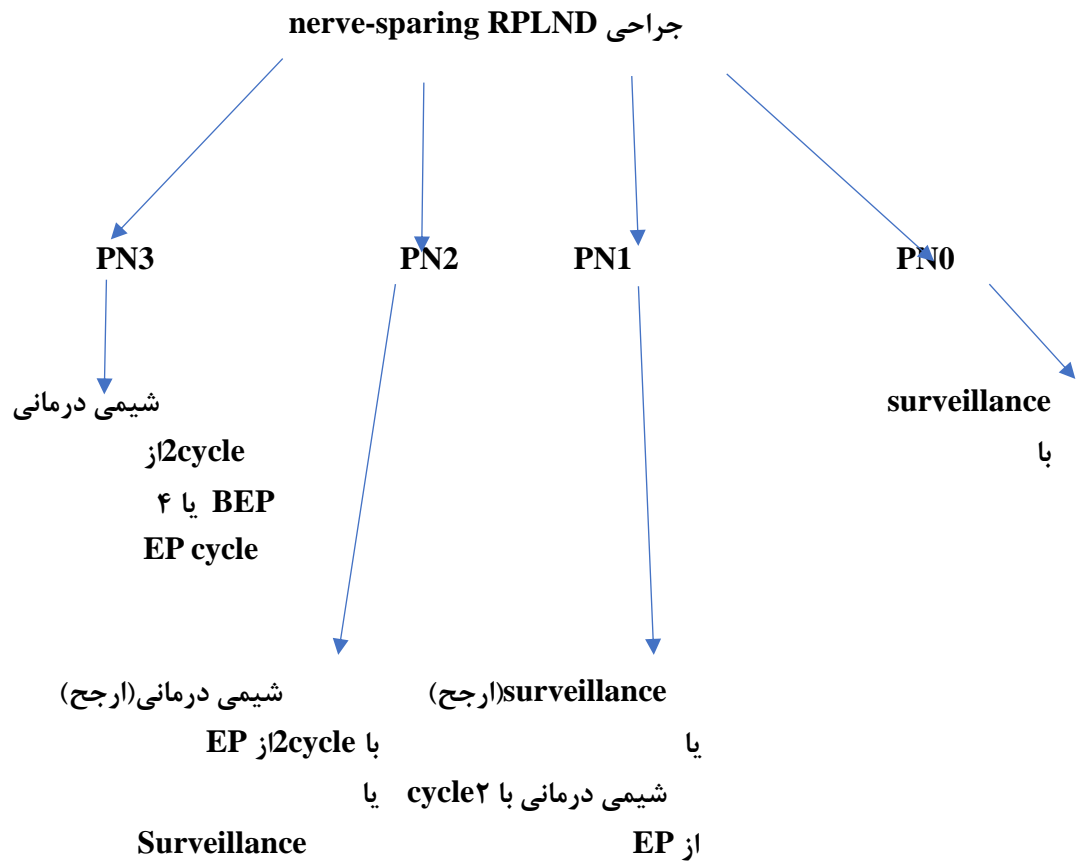 جراحی nerve-sparing RPLND
PN3
PN2
PN1
PN0
شیمی درمانی
2cycleاز
BEP یا ۴
EP cycle
surveillance
با
شیمی درمانی(ارجح)
با 2cycleاز EP
یا
Surveillance
surveillance(ارجح)
یا
شیمی درمانی با ۲cycle
از EP